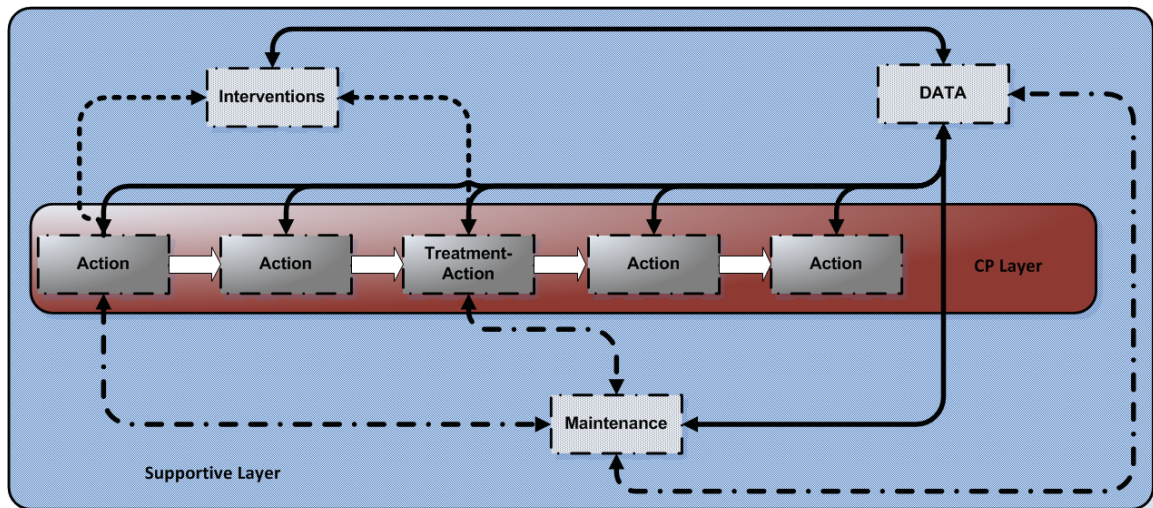 Interventions
DATA
Action
Action
Treatment-
Action
Action
Action
CP Layer
Maintenance
Supportive Layer